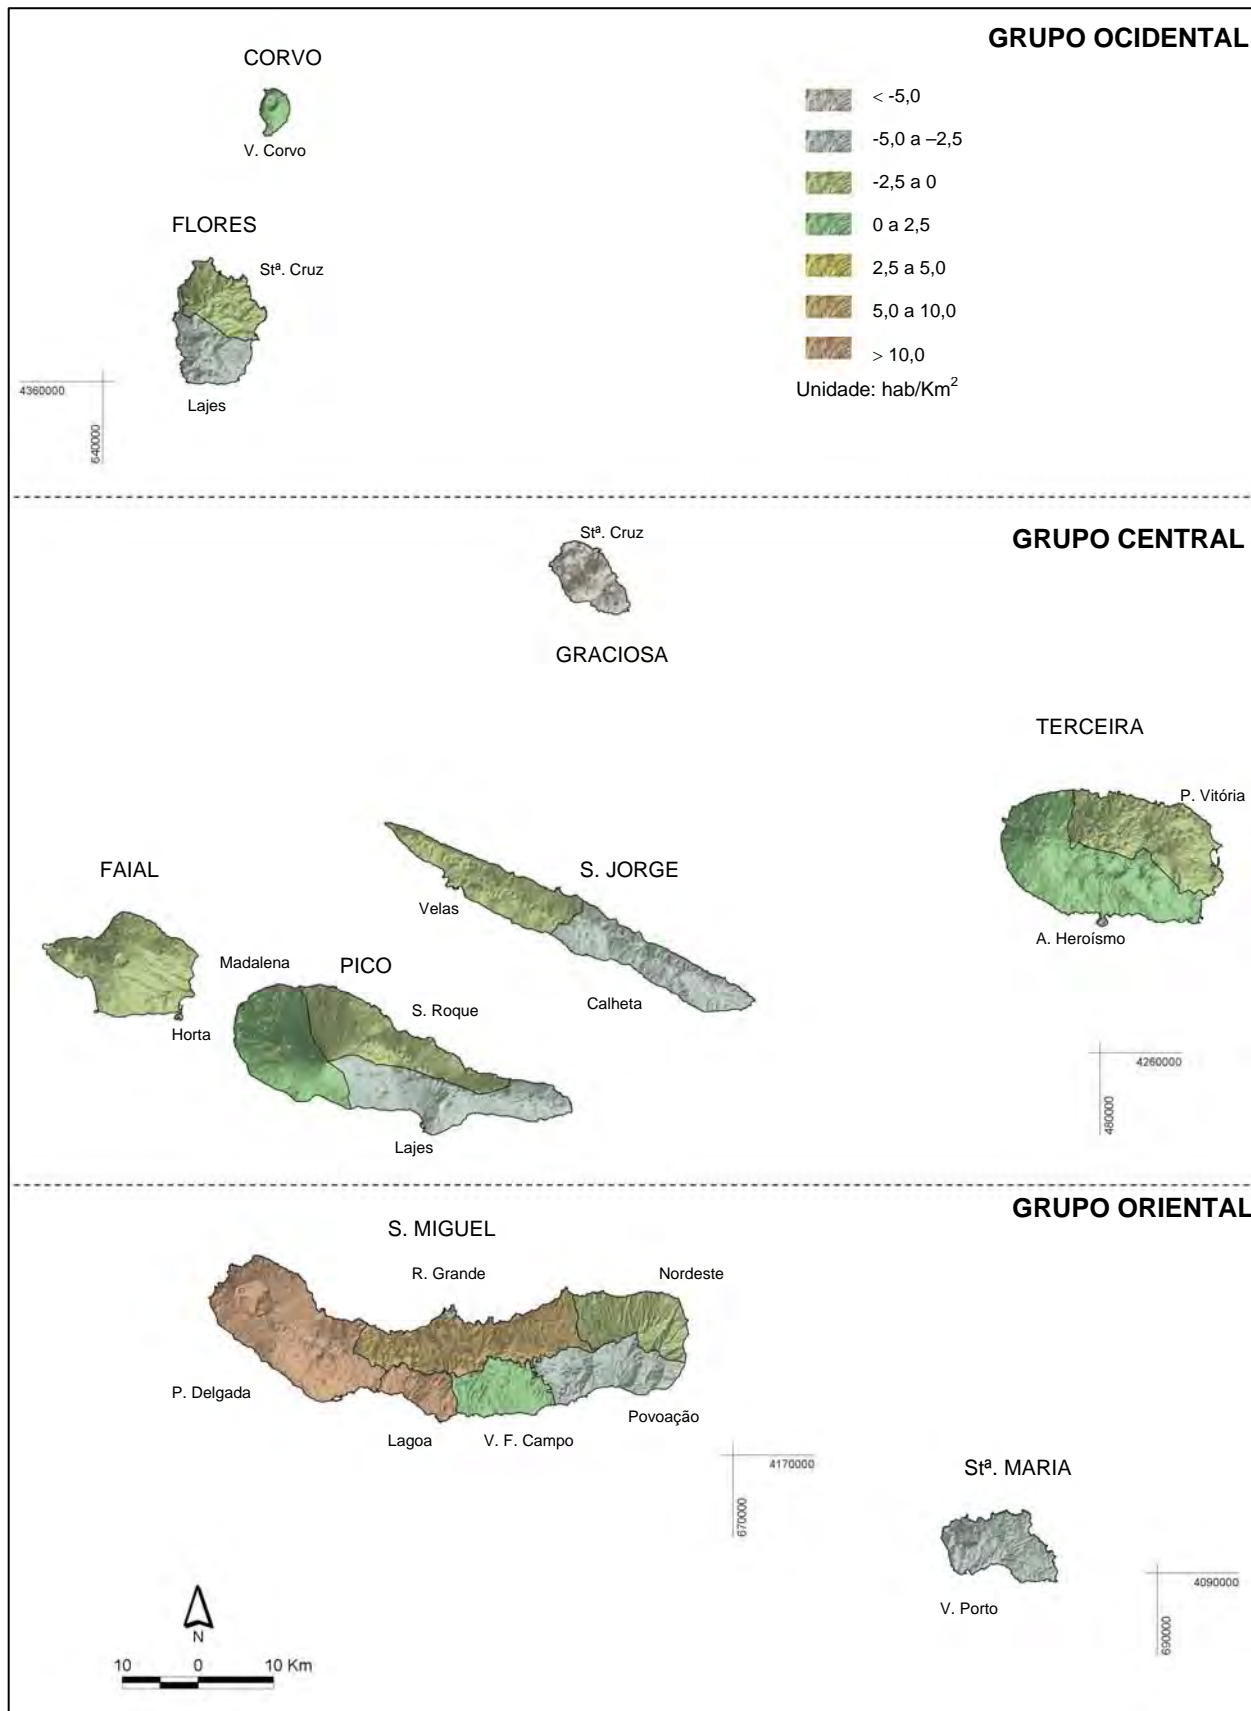 GRUPO OCIDENTAL
CORVO
V. Corvo
< -5,0
-5,0 a –2,5
-2,5 a 0
0 a 2,5
2,5 a 5,0
5,0 a 10,0
> 10,0
Unidade: hab/Km²
FLORES
Stª. Cruz
Lajes
4360000
640000
GRUPO CENTRAL
Stª. Cruz
GRACIOSA
TERCEIRA
P. Vitória
A. Heroísmo
S. JORGE
Velas
Calheta
FAIAL
Horta
PICO
Madalena
S. Roque
Lajes
4260000
480000
GRUPO ORIENTAL
S. MIGUEL
R. Grande
Nordeste
P. Delgada
Lagoa
V. F. Campo
Povoação
4170000
670000
Stª. MARIA
V. Porto
4090000
690000
N
10 0 10 Km